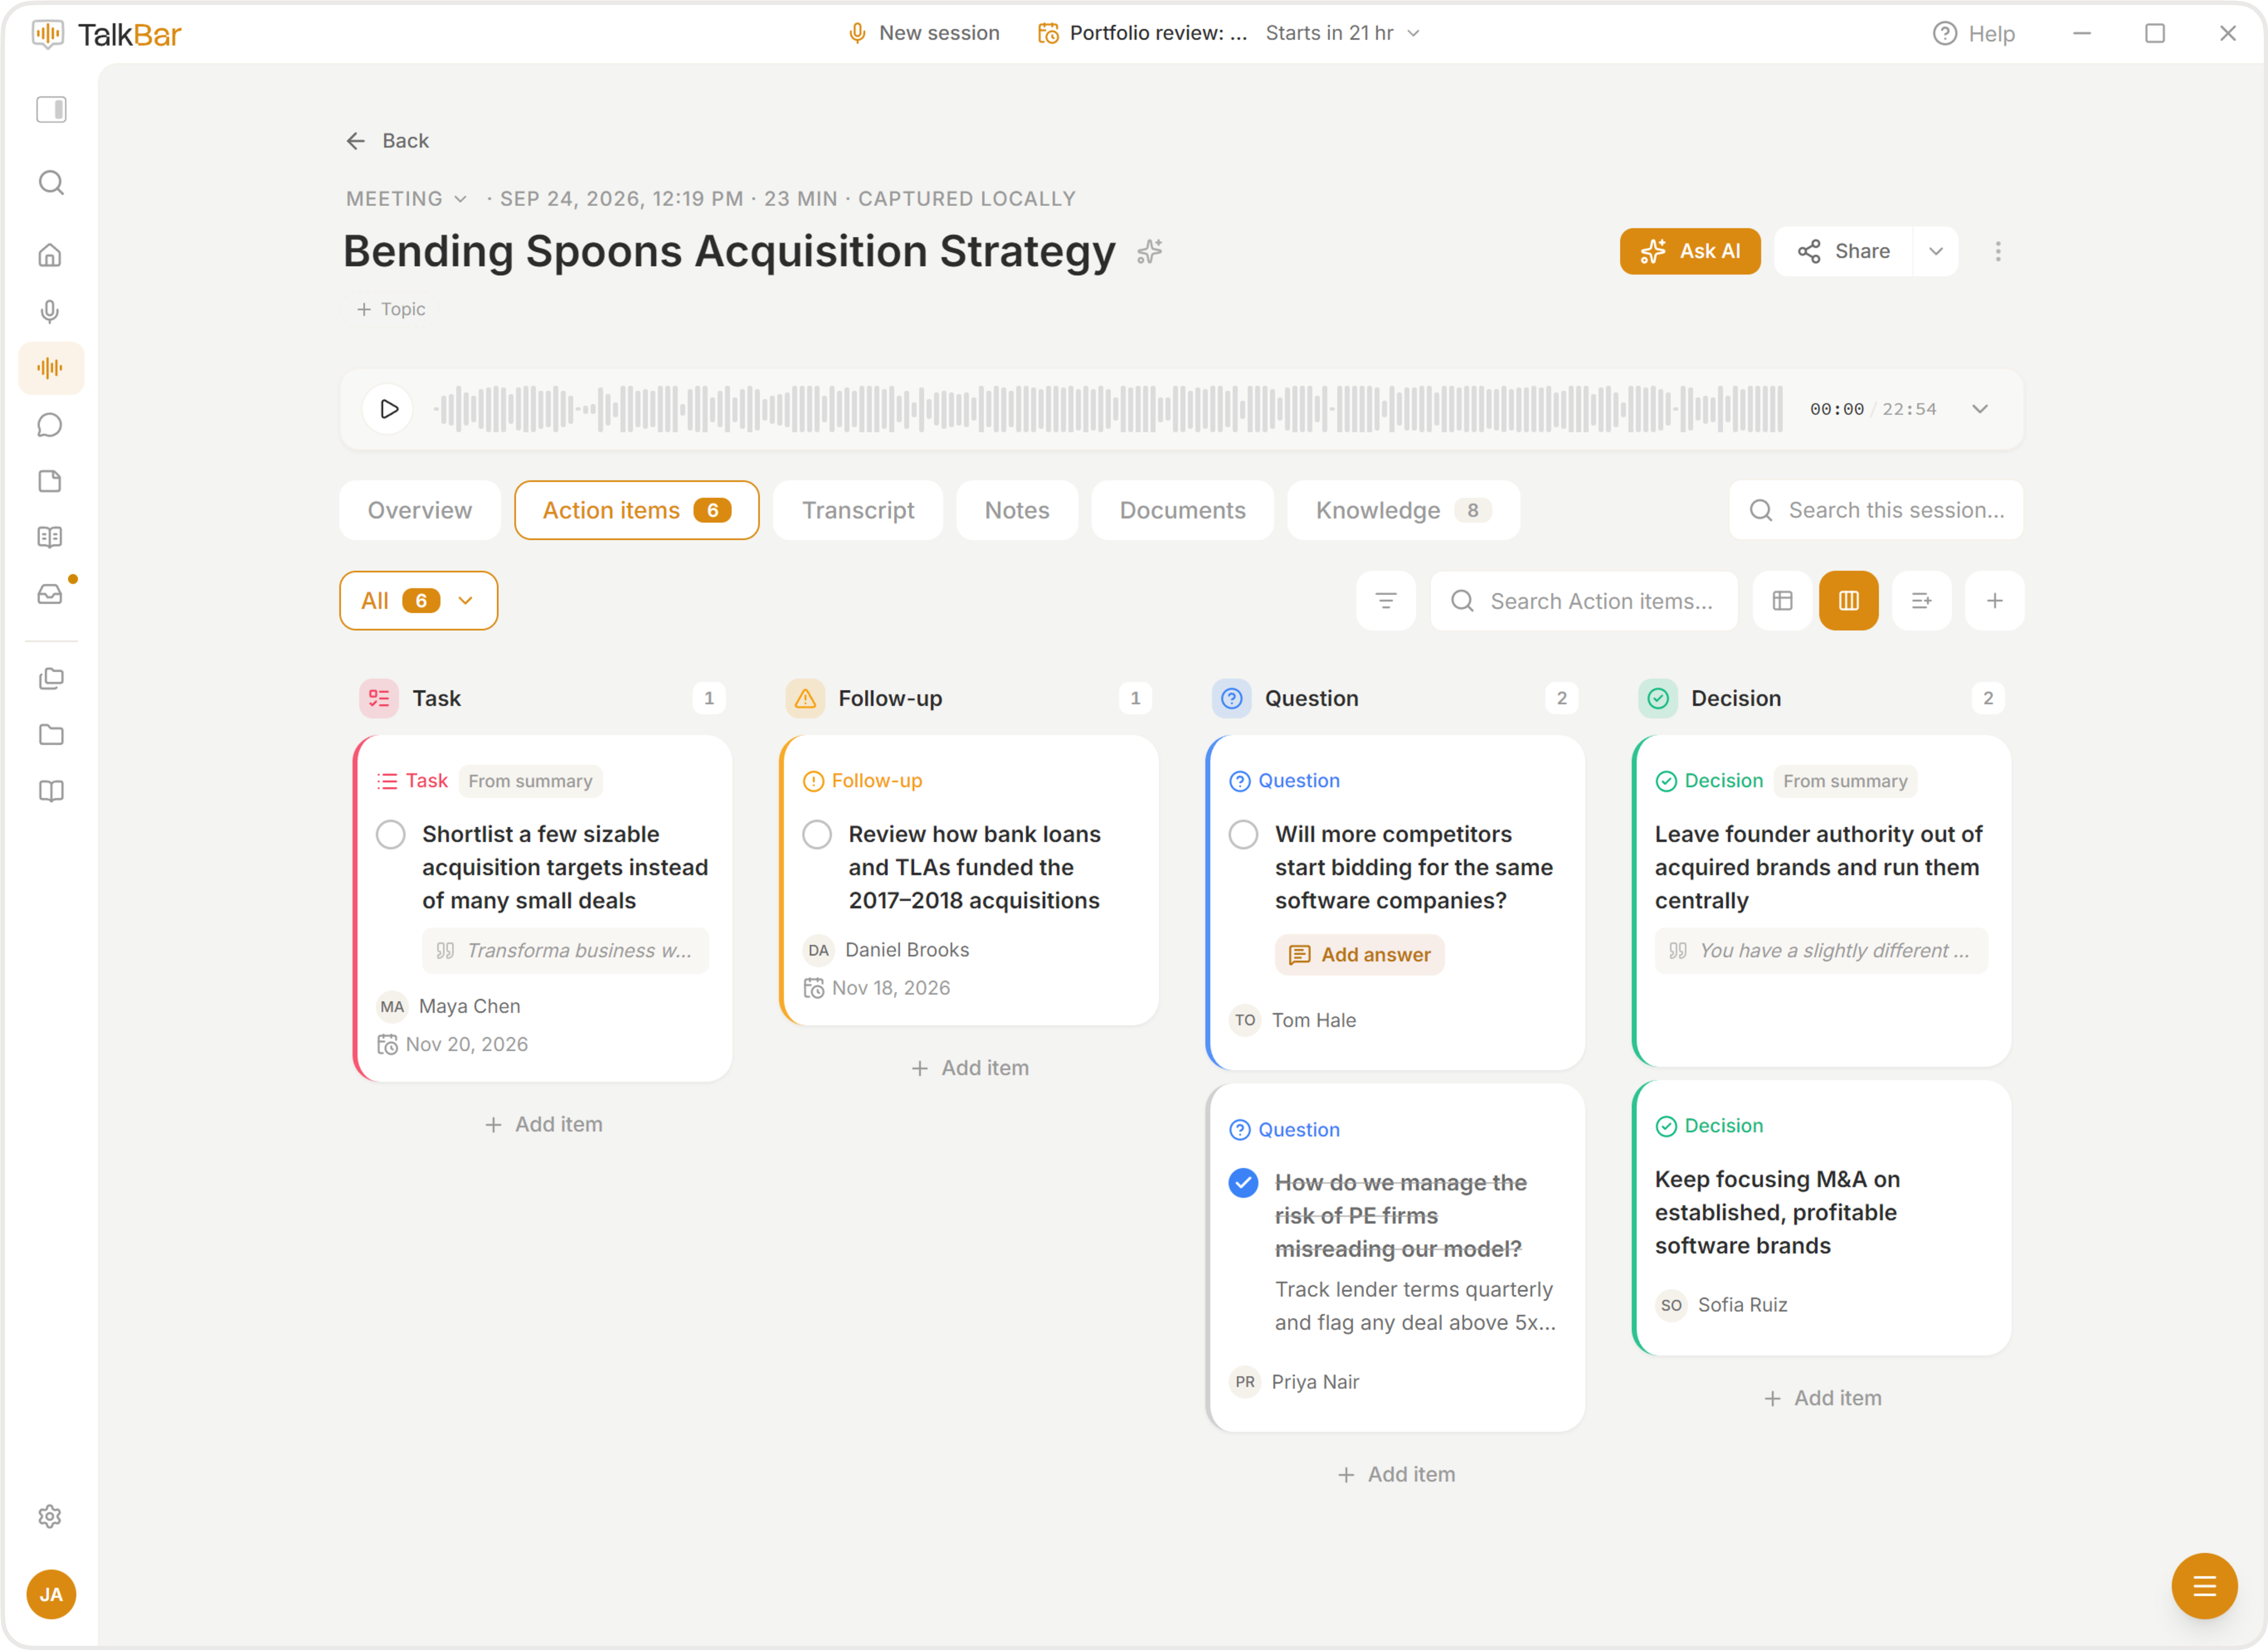 TalkBar
New session
Portfolio review: ... Starts in 21 hr
Help
Back
MEETING · SEP 24, 2026, 12:19 PM · 23 MIN · CAPTURED LOCALLY
Bending Spoons Acquisition Strategy
Ask AI
Share
+ Topic
00:00 / 22:54
Overview
Action items 6
Transcript
Notes
Documents
Knowledge 8
Search this session...
All 6
Search Action items...
Task 1
Task From summary
Shortlist a few sizable
acquisition targets instead
of many small deals
Transforma business w...
MA Maya Chen
Nov 20, 2026
+ Add item
Follow-up 1
Follow-up
Review how bank loans
and TLAs funded the
2017–2018 acquisitions
DA Daniel Brooks
Nov 18, 2026
+ Add item
Question 2
Question
Will more competitors
start bidding for the same
software companies?
Add answer
TO Tom Hale
Question
How do we manage the
risk of PE firms
misreading our model?
Track lender terms quarterly
and flag any deal above 5x...
PR Priya Nair
+ Add item
Decision 2
Decision From summary
Leave founder authority out of
acquired brands and run them
centrally
You have a slightly different ...
Decision
Keep focusing M&A on
established, profitable
software brands
SO Sofia Ruiz
+ Add item
JA